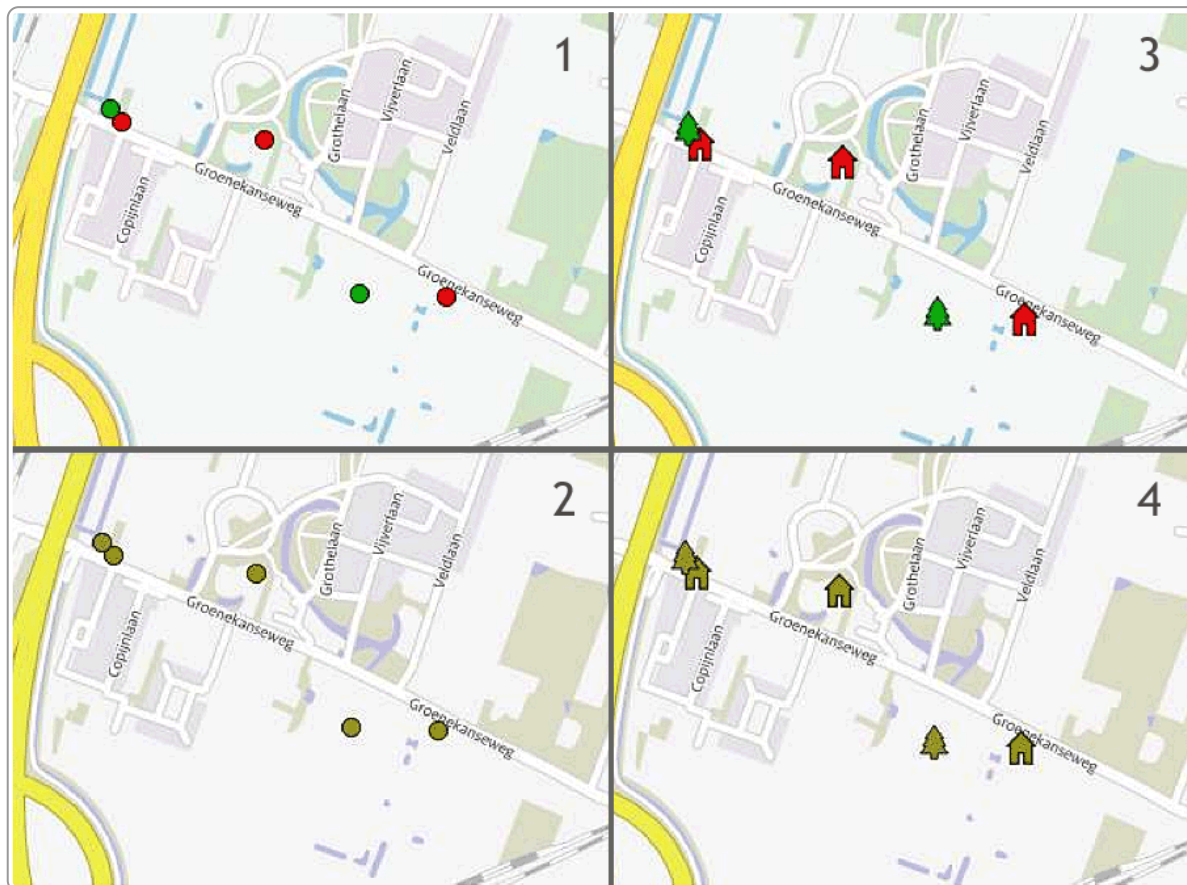 1
Grothelaan
Vijverlaan
Veldlaan
Groenekanseweg
Copijnlaan
Groenekanseweg
3
Grothelaan
Vijverlaan
Veldlaan
Groenekanseweg
Copijnlaan
Groenekanseweg
2
Grothelaan
Vijverlaan
Veldlaan
Groenekanseweg
Copijnlaan
Groenekanseweg
4
Grothelaan
Vijverlaan
Veldlaan
Groenekanseweg
Copijnlaan
Groenekanseweg